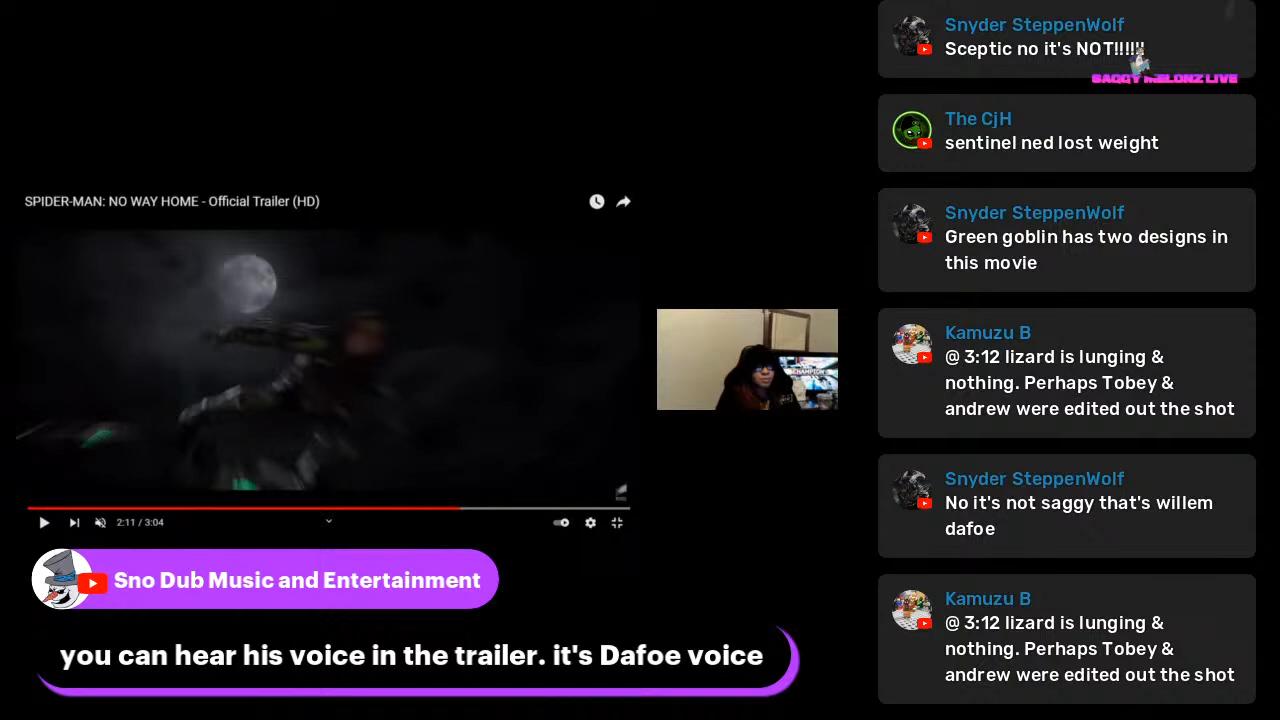 SPIDER-MAN: NO WAY HOME - Official Trailer (HD)
2:11 / 3:04
CHAMPION
Sno Dub Music and Entertainment
you can hear his voice in the trailer. it's Dafoe voice
Snyder SteppenWolf
Sceptic no it's NOT!!!!!!
SAGGY MELONZ LIVE
The CjH
sentinel ned lost weight
Snyder SteppenWolf
Green goblin has two designs in
this movie
Kamuzu B
@ 3:12 lizard is lunging &
nothing. Perhaps Tobey &
andrew were edited out the shot
Snyder SteppenWolf
No it's not saggy that's willem
dafoe
Kamuzu B
@ 3:12 lizard is lunging &
nothing. Perhaps Tobey &
andrew were edited out the shot